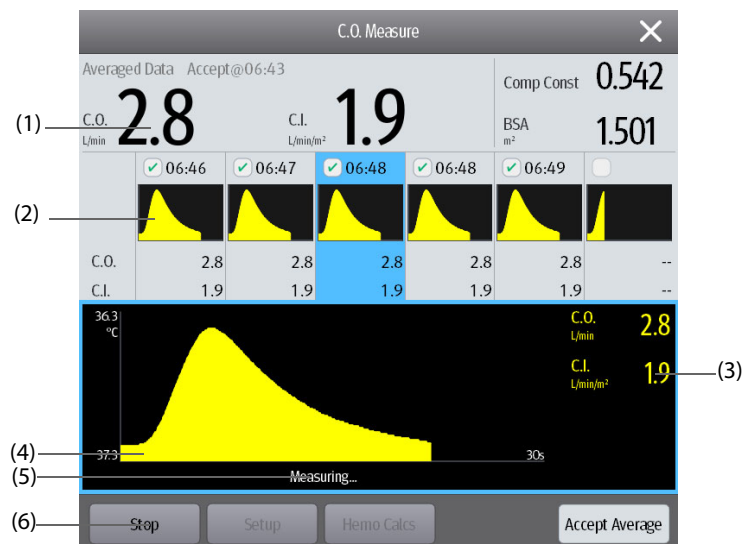 C.O. Measure
Averaged Data Accept@06:43
C.O. L/min 2.8 C.I. L/min/m² 1.9
Comp Const 0.542
BSA m² 1.501
(1)
06:46 06:47 06:48 06:48 06:49
(2)
C.O. 2.8 2.8 2.8 2.8 2.8 --
C.I. 1.9 1.9 1.9 1.9 1.9 --
36.3
°C
C.O. L/min 2.8
C.I. L/min/m² 1.9
(3)
37.3 30s
(4)
(5) Measuring...
(6) Stop Setup Hemo Calcs Accept Average